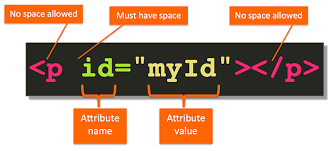 No space allowed
Must have space
No space allowed
<p id="myId"></p>
Attribute
name
Attribute
value